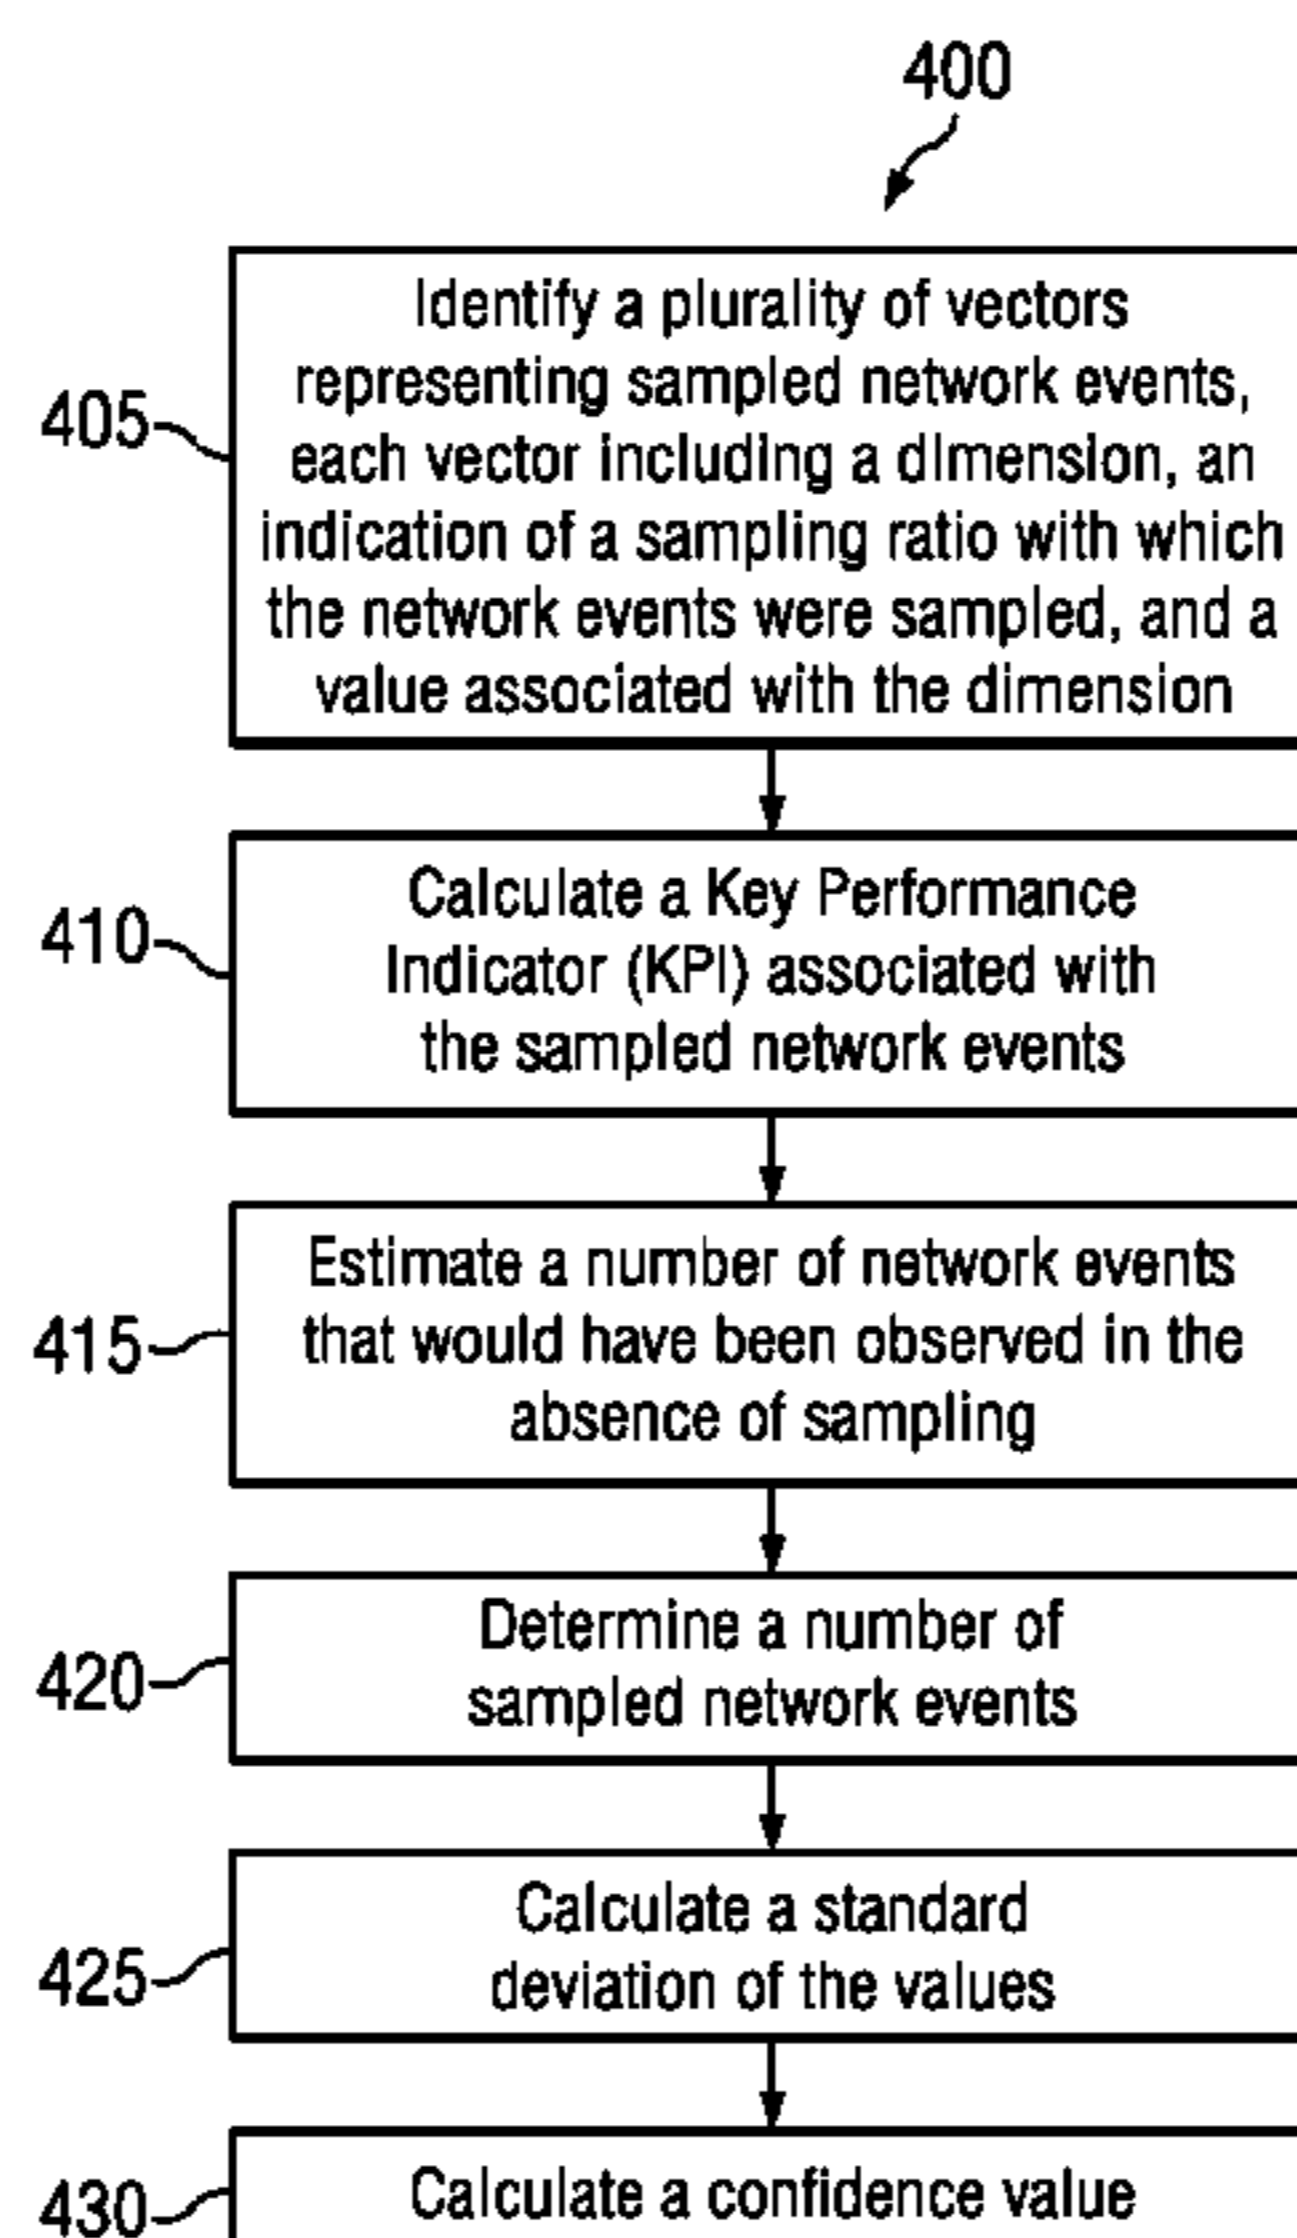 400
405
Identify a plurality of vectors
representing sampled network events,
each vector including a dimension, an
indication of a sampling ratio with which
the network events were sampled, and a
value associated with the dimension
410
Calculate a Key Performance
Indicator (KPI) associated with
the sampled network events
415
Estimate a number of network events
that would have been observed in the
absence of sampling
420
Determine a number of
sampled network events
425
Calculate a standard
deviation of the values
430
Calculate a confidence value